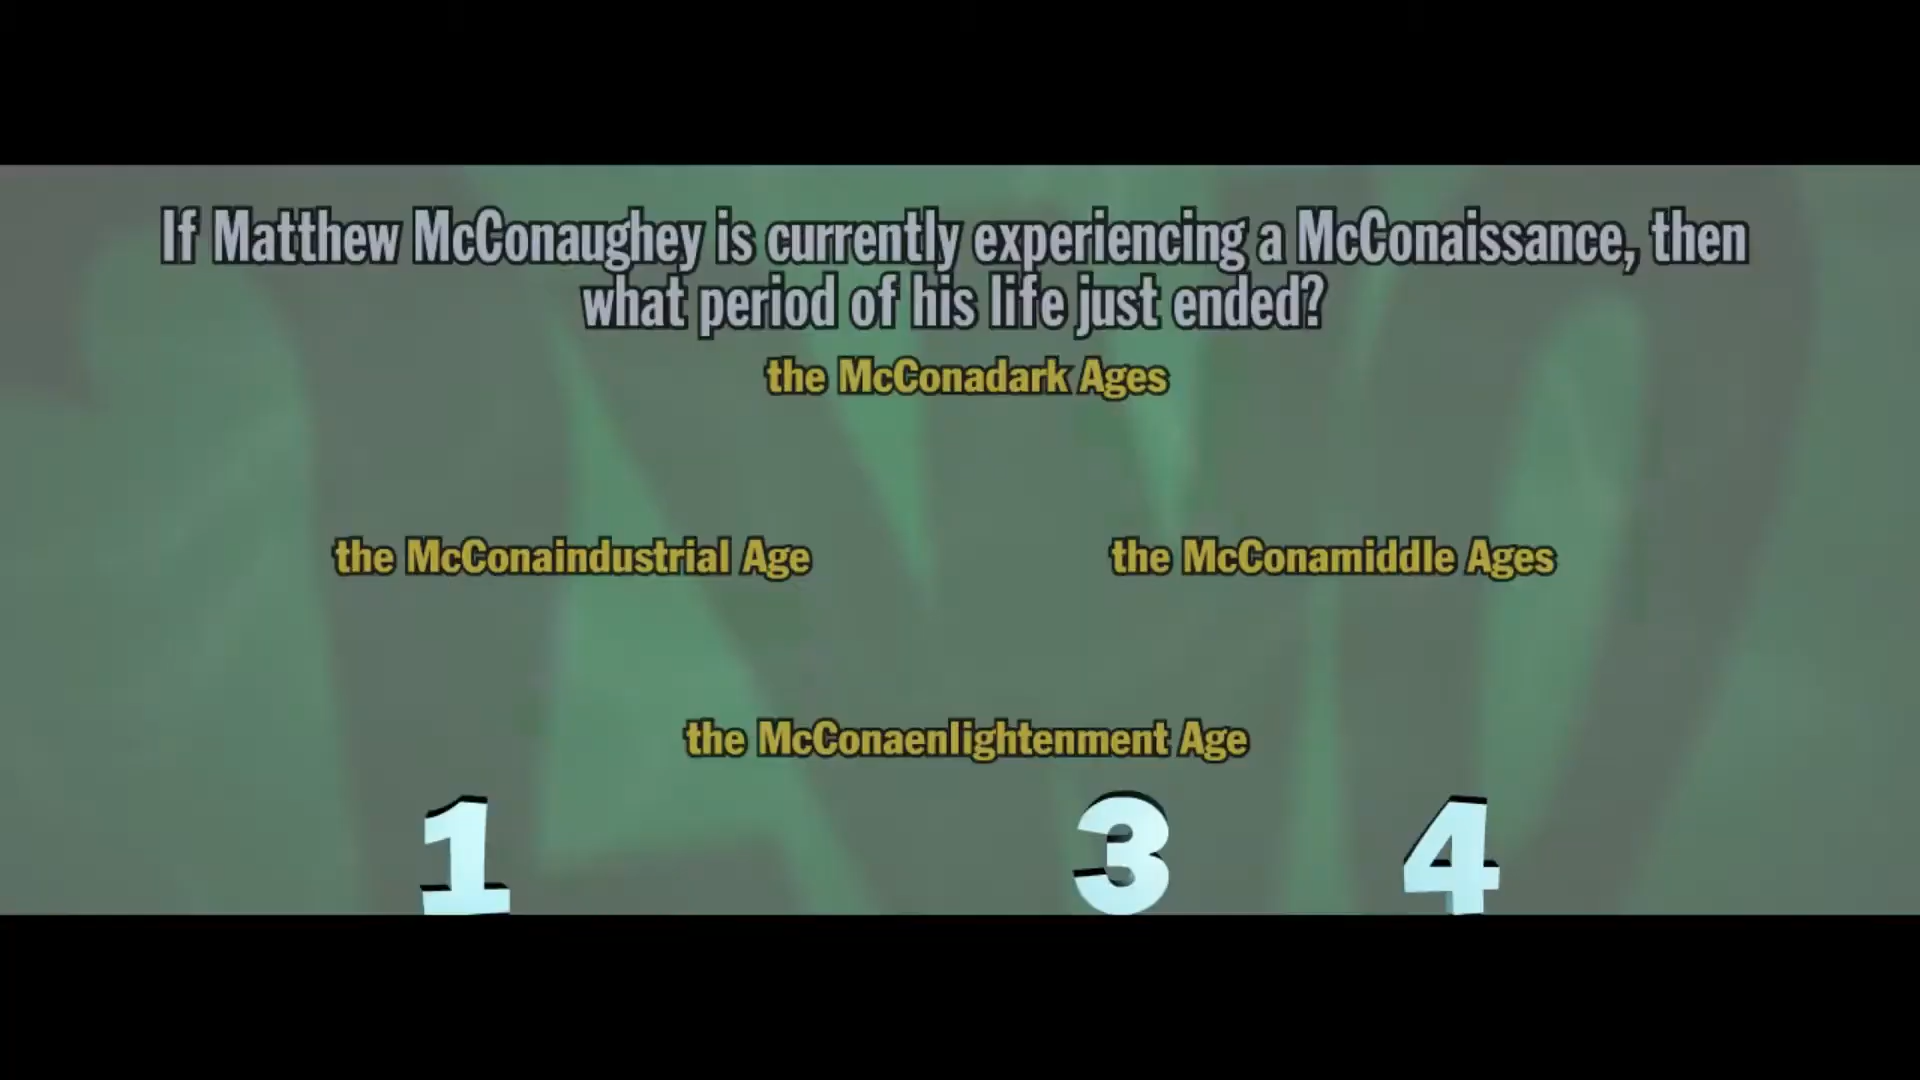 If Matthew McConaughey is currently experiencing a McConaissance, then
what period of his life just ended?
the McConadark Ages
the McConaindustrial Age
the McConamiddle Ages
the McConaenlightenment Age
1 3 4